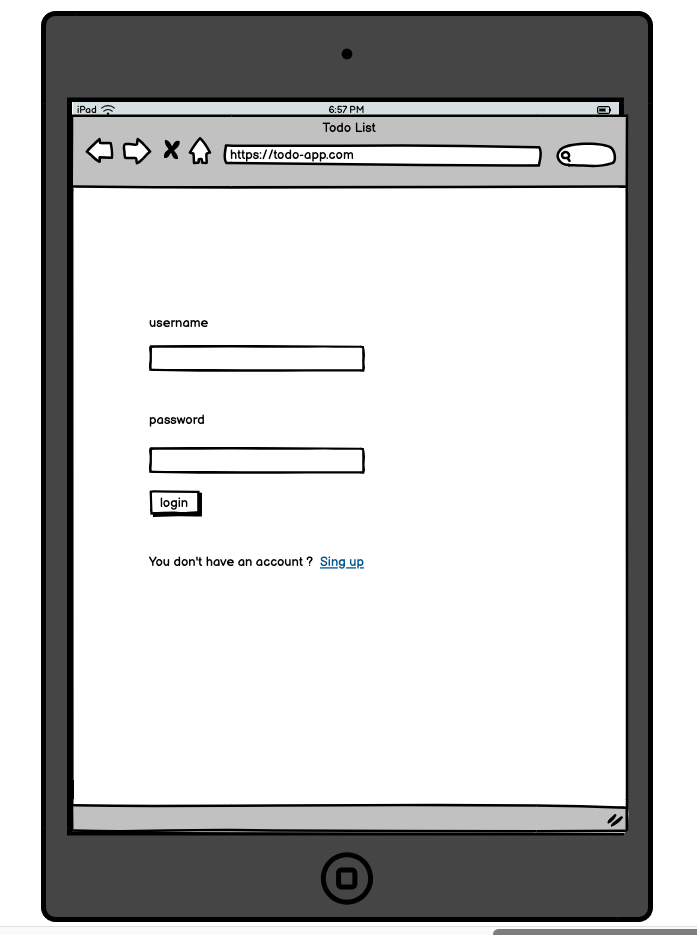 iPad 6:57 PM
Todo List
https://todo-app.com
username
password
login
You don't have an account ? Sing up